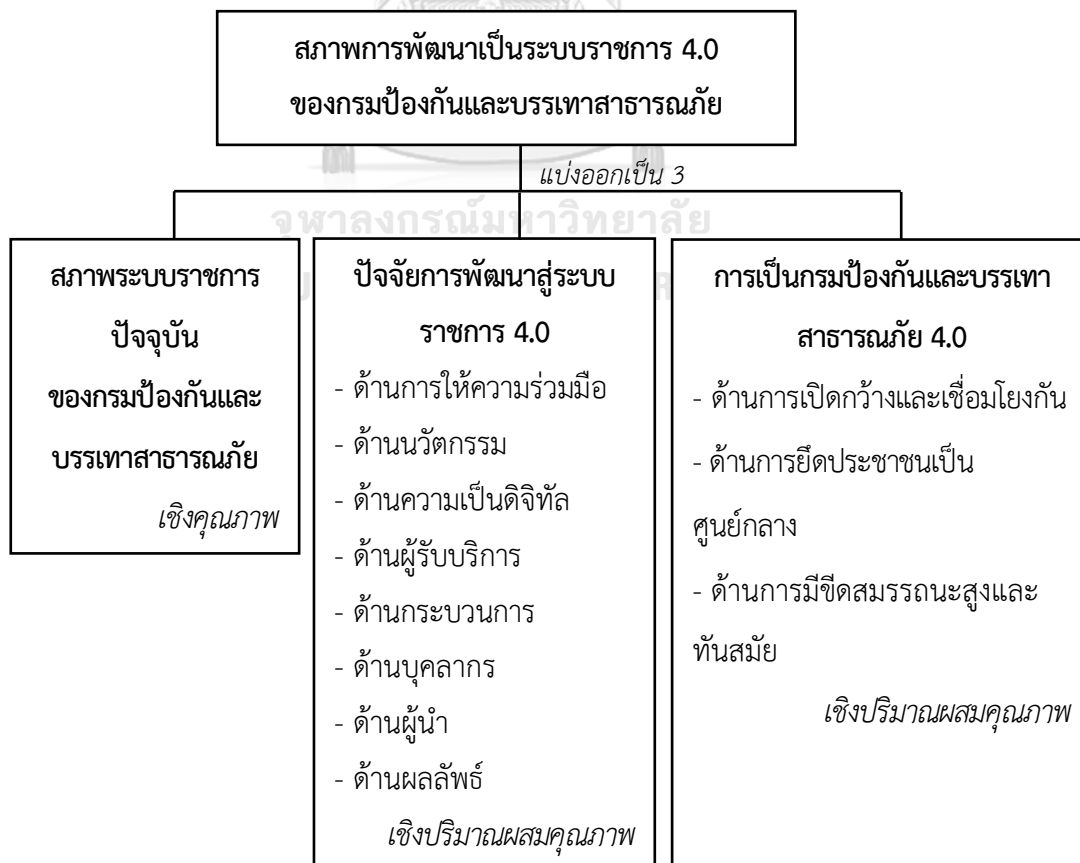 สภาพการพัฒนาเป็นระบบราชการ 4.0
ของกรมป้องกันและบรรเทาสาธารณภัย
แบ่งออกเป็น 3
จุฬาลงกรณ์มหาวิทยาลัย
สภาพระบบราชการ
ปัจจุบัน
ของกรมป้องกันและ
บรรเทาสาธารณภัย
เชิงคุณภาพ
ปัจจัยการพัฒนาสู่ระบบ
ราชการ 4.0
- ด้านการให้ความร่วมมือ
- ด้านนวัตกรรม
- ด้านความเป็นดิจิทัล
- ด้านผู้รับบริการ
- ด้านกระบวนการ
- ด้านบุคลากร
- ด้านผู้นำ
- ด้านผลลัพธ์
เชิงปริมาณผสมคุณภาพ
การเป็นกรมป้องกันและบรรเทา
สาธารณภัย 4.0
- ด้านการเปิดกว้างและเชื่อมโยงกัน
- ด้านการยึดประชาชนเป็น
ศูนย์กลาง
- ด้านการมีขีดสมรรถนะสูงและ
ทันสมัย
เชิงปริมาณผสมคุณภาพ